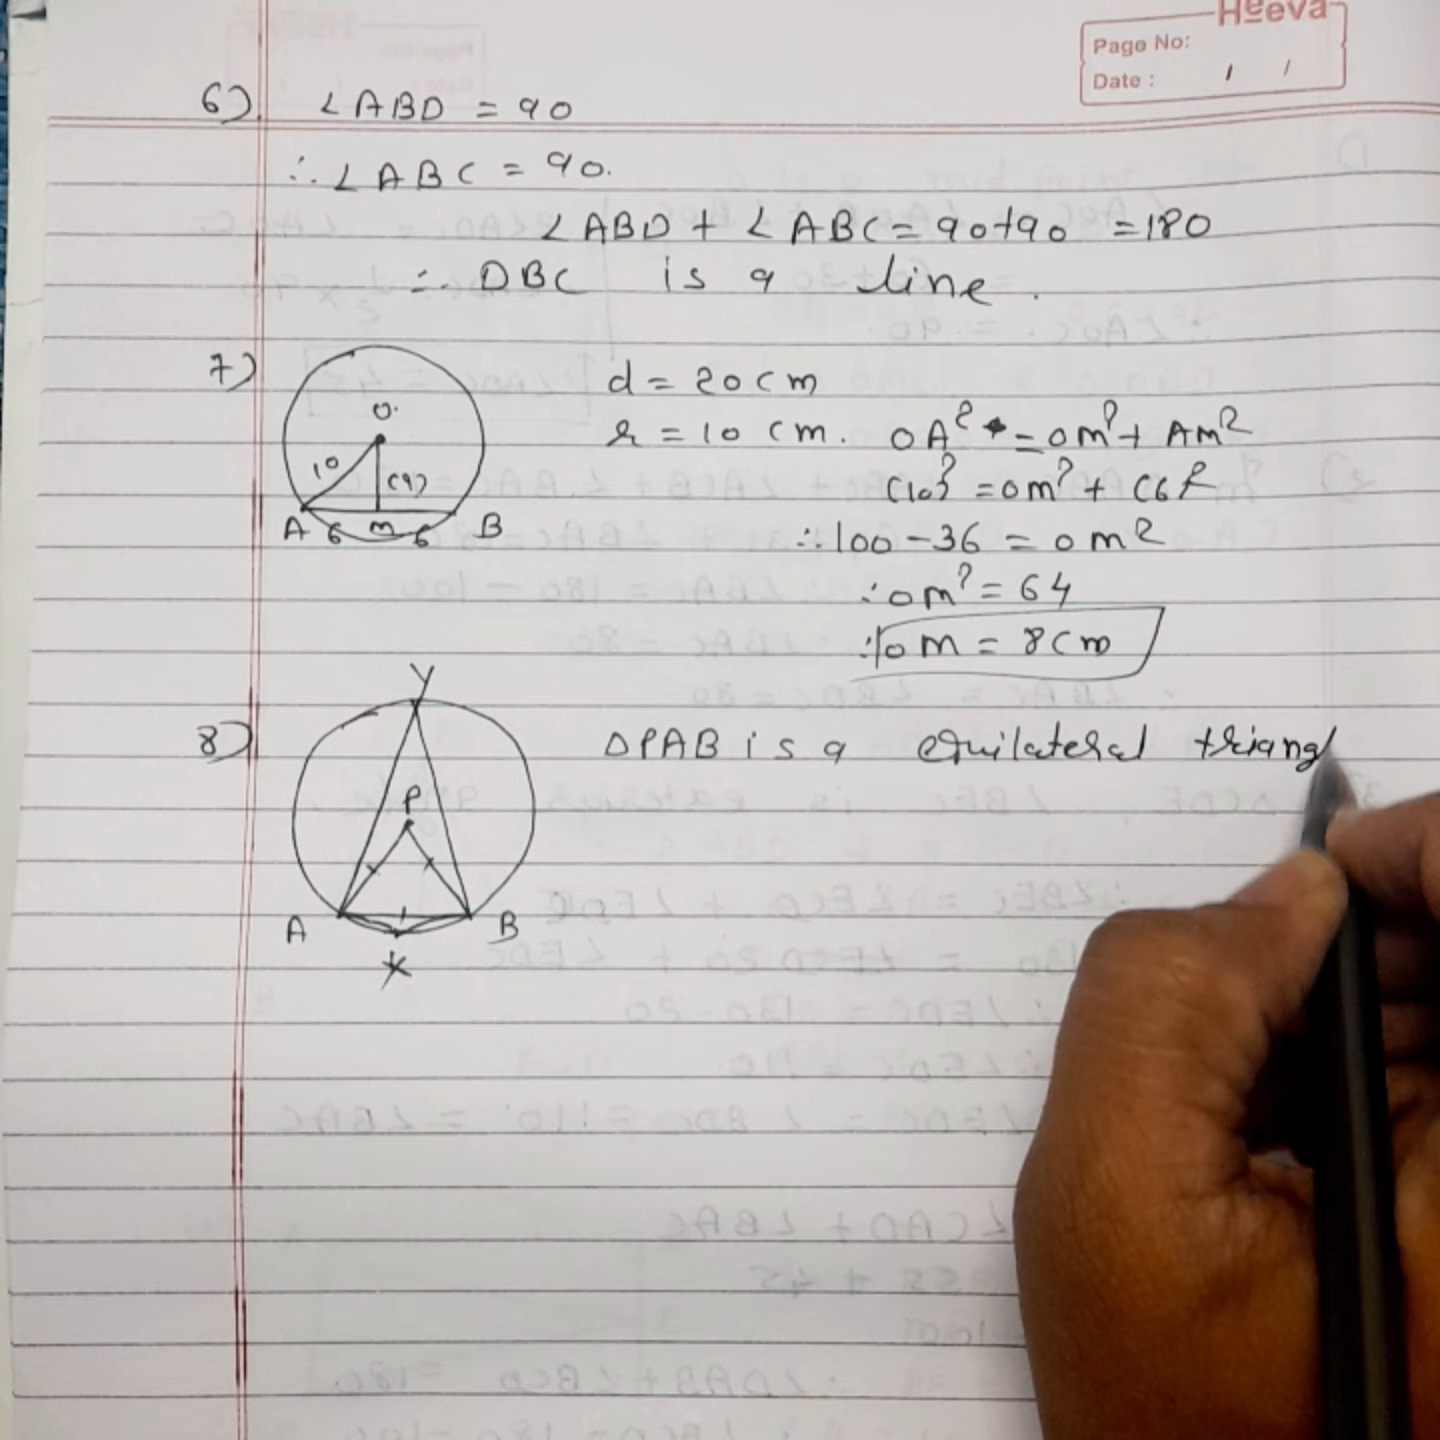 Heeva
Page No:
Date : / /
6) ∠ABD = 90
∴ ∠ABC = 90.
∠ABD + ∠ABC = 90+90 = 180
∴ DBC is a line.
7)
d = 20cm
r = 10 cm. OA² = OM² + AM²
(10)² = OM² + (6)²
∴ 100 - 36 = OM²
∴ OM² = 64
∴ OM = 8cm
O.
10
A 6 M 6 B
8) ΔPAB is a equilateral triang
Y
P
A B
X